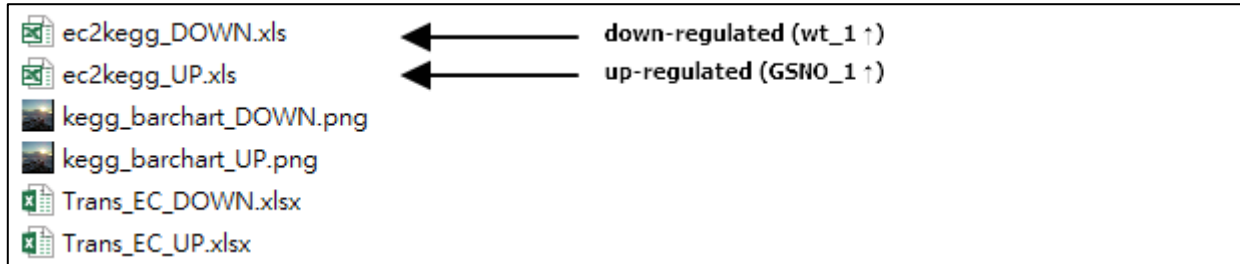 ec2kegg_DOWN.xls down-regulated (wt_1 ↑)
ec2kegg_UP.xls up-regulated (GSNO_1 ↑)
kegg_barchart_DOWN.png
kegg_barchart_UP.png
Trans_EC_DOWN.xlsx
Trans_EC_UP.xlsx